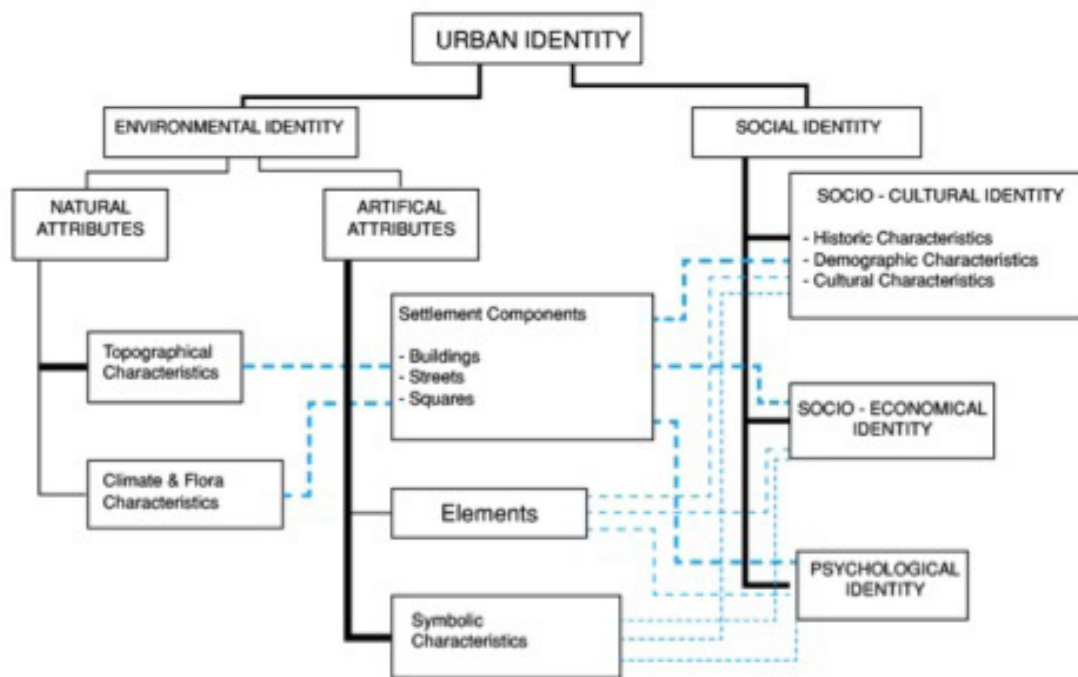 URBAN IDENTITY
ENVIRONMENTAL IDENTITY
SOCIAL IDENTITY
NATURAL
ATTRIBUTES
ARTIFICAL
ATTRIBUTES
SOCIO - CULTURAL IDENTITY
- Historic Characteristics
- Demographic Characteristics
- Cultural Characteristics
Settlement Components
- Buildings
- Streets
- Squares
Topographical
Characteristics
SOCIO - ECONOMICAL
IDENTITY
Climate & Flora
Characteristics
Elements
PSYCHOLOGICAL
IDENTITY
Symbolic
Characteristics